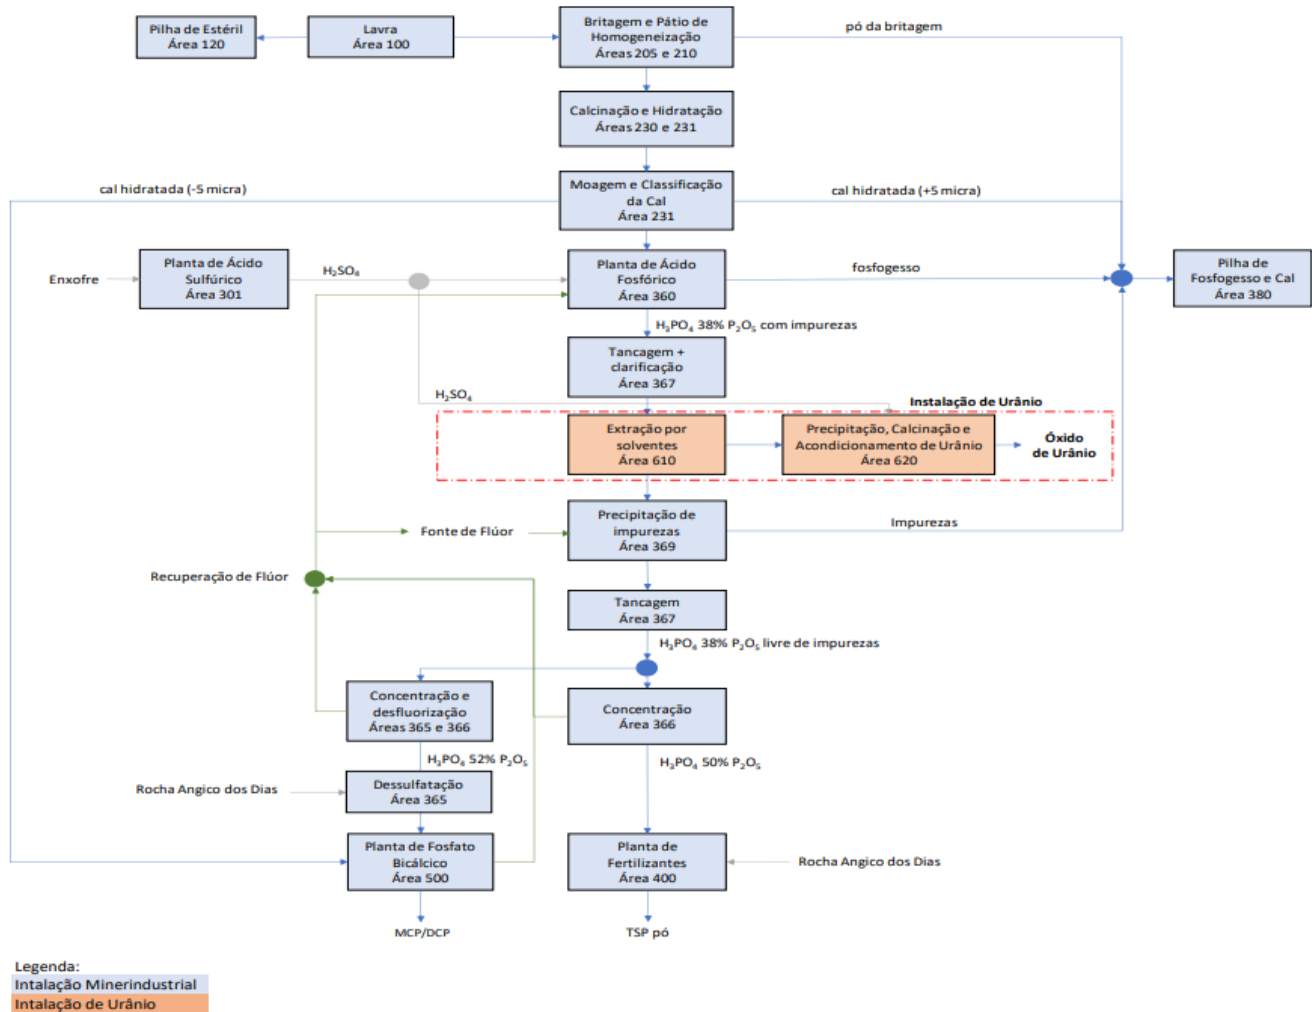 Pilha de Estéril
Área 120
Lavra
Área 100
Britagem e Pátio de
Homogeneização
Áreas 205 e 210
pó da britagem
Calcinação e Hidratação
Áreas 230 e 231
cal hidratada (-5 micra)
Moagem e Classificação
da Cal
Área 231
cal hidratada (+5 micra)
Enxofre
Planta de Ácido
Sulfúrico
Área 301
H₂SO₄
Planta de Ácido
Fosfórico
Área 360
fosfogesso
Pilha de
Fosfogesso e Cal
Área 380
H₃PO₄ 38% P₂O₅ com impurezas
Tancagem +
clarificação
Área 367
H₂SO₄
Instalação de Urânio
Extração por
solventes
Área 610
Precipitação, Calcinação e
Acondicionamento de Urânio
Área 620
Óxido
de Urânio
Fonte de Flúor
Precipitação de
impurezas
Área 369
Impurezas
Recuperação de Flúor
Tancagem
Área 367
H₃PO₄ 38% P₂O₅ livre de impurezas
Concentração e
desfluorização
Áreas 365 e 366
Concentração
Área 366
H₃PO₄ 52% P₂O₅
H₃PO₄ 50% P₂O₅
Rocha Angico dos Dias
Dessulfatação
Área 365
Planta de Fosfato
Bicálcico
Área 500
Planta de
Fertilizantes
Área 400
Rocha Angico dos Dias
MCP/DCP
TSP pó
Legenda:
Intalação Minerindustrial
Intalação de Urânio